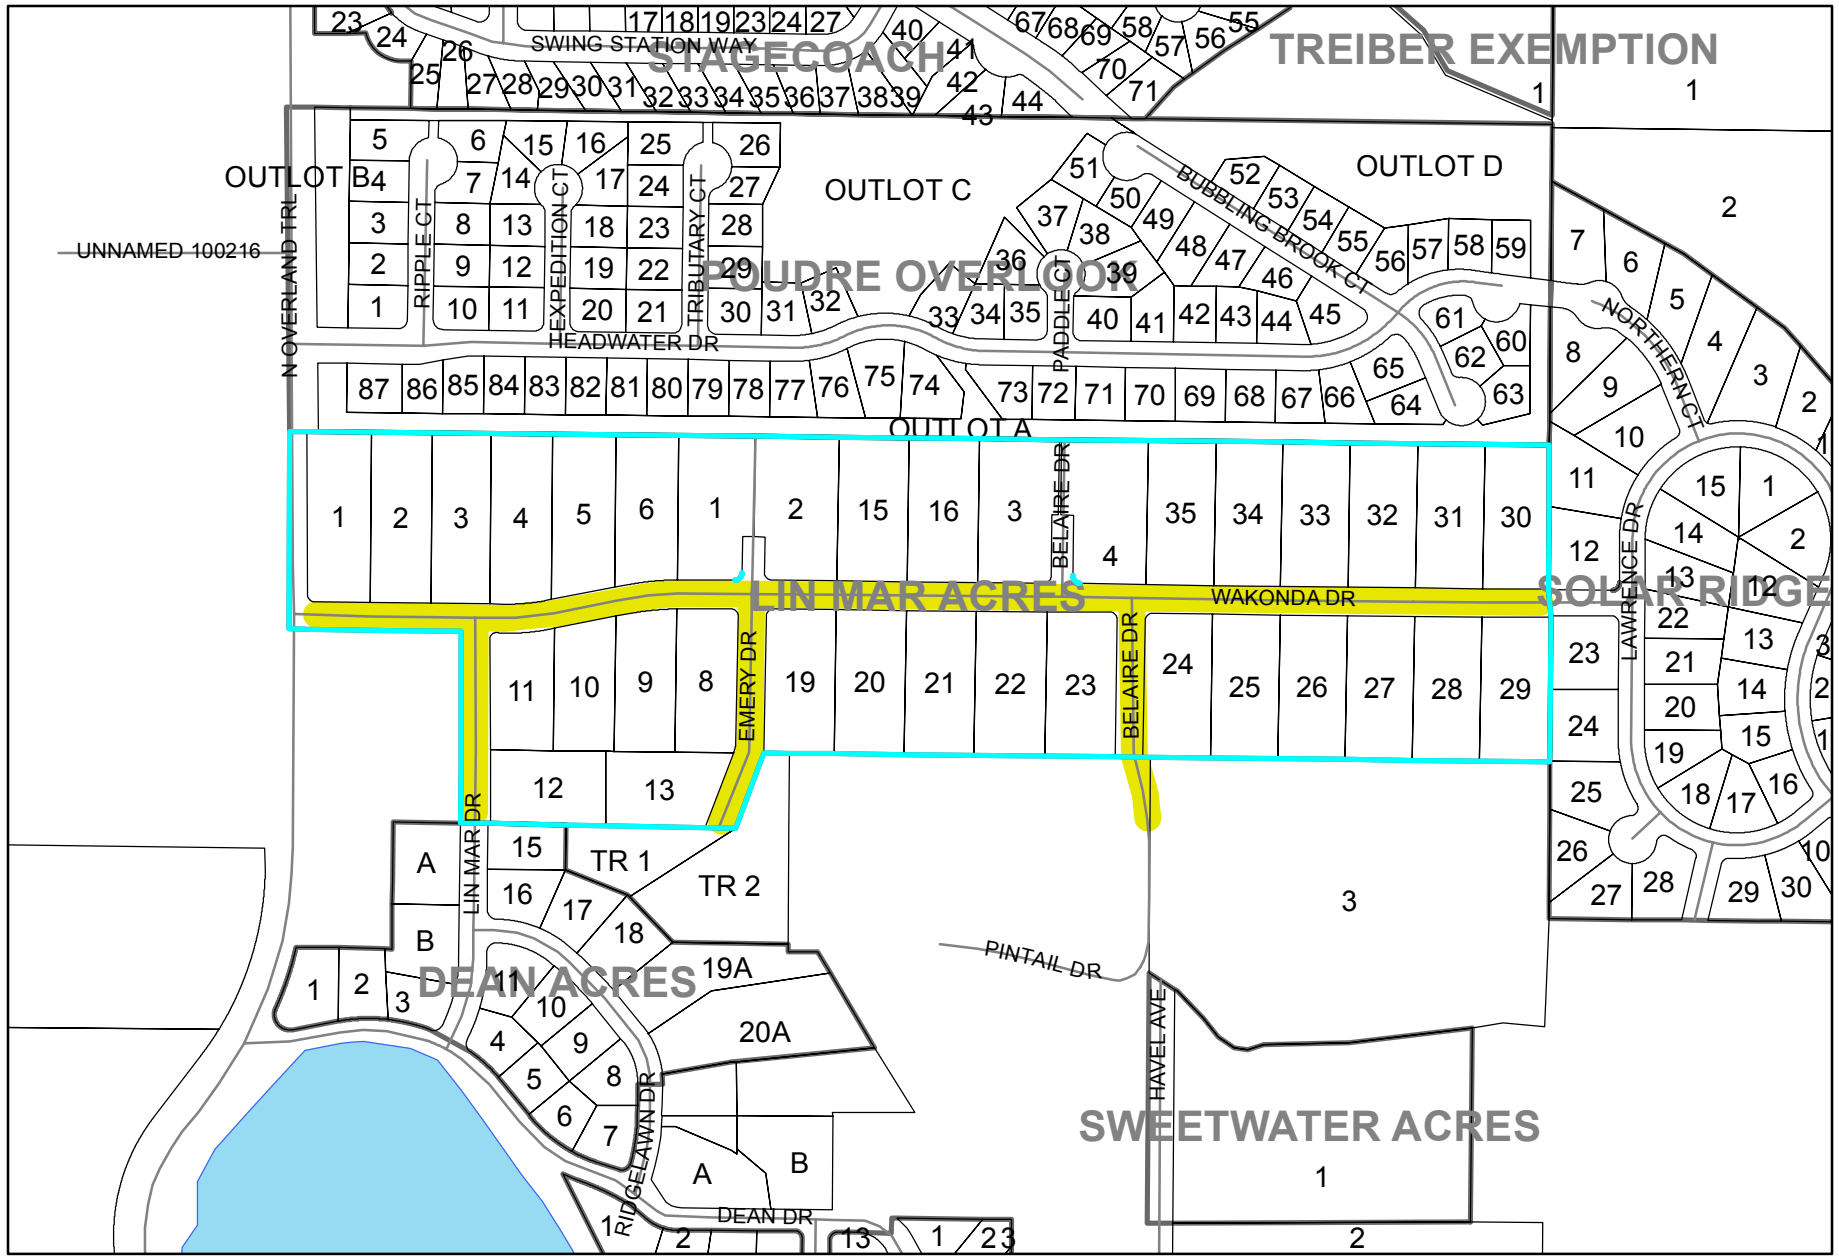 23 17 18 19 23 24 27 40 67 68 69 58 57 56 55
24 26 SWING STATION WAY 41 TREIBER EXEMPTION
STAGECOACH
25 27 28 29 30 31 32 33 34 35 36 37 38 39 42 43 44 70 71 1 1
5 6 15 16 25 26 51 52 OUTLOT D
OUTLOT B 4 7 14 17 24 27 OUTLOT C 50 53 2
3 8 13 18 23 28 37 38 49 54 55 7
UNNAMED 100216
2 9 12 19 22 29 36 39 48 47 46 56 57 58 59 6
POUDRE OVERLOOK
1 10 11 20 21 30 31 32 33 34 35 40 41 42 43 44 45 61 60 5
N OVERLAND TRL
RIPPLE CT
EXPEDITION CT
TRIBUTARY CT
PADDLE CT
BUBBLING BROOK CT
NORTHERN CT
HEADWATER DR
62 65 8 4
87 86 85 84 83 82 81 80 79 78 77 76 75 74 73 72 71 70 69 68 67 66 64 63 9 3 2
OUTLOT A
10 1
1 2 3 4 5 6 1 2 15 16 3 4 35 34 33 32 31 30 11 15 1
BELAIRE DR
14 2
12
13 12
LIN MAR ACRES
WAKONDA DR
SOLAR RIDGE
LAWRENCE DR
22 13 3
11 10 9 8 19 20 21 22 23 24 25 26 27 28 29 23 21 14 2
EMERY DR
BELAIRE DR
24 20 15 1
19
12 13 25 18 17 16
LIN MAR DR
A 15 TR 1 26 10
16 TR 2 27 28 29 30
17 3
B 18
PINTAIL DR
1 2 3 11 19A
DEAN ACRES
10
4 9 20A
HAVEL AVE
5 8
6 7
SWEETWATER ACRES
RIDGELAWN DR
A B 1
DEAN DR
1 2 13 1 23 2